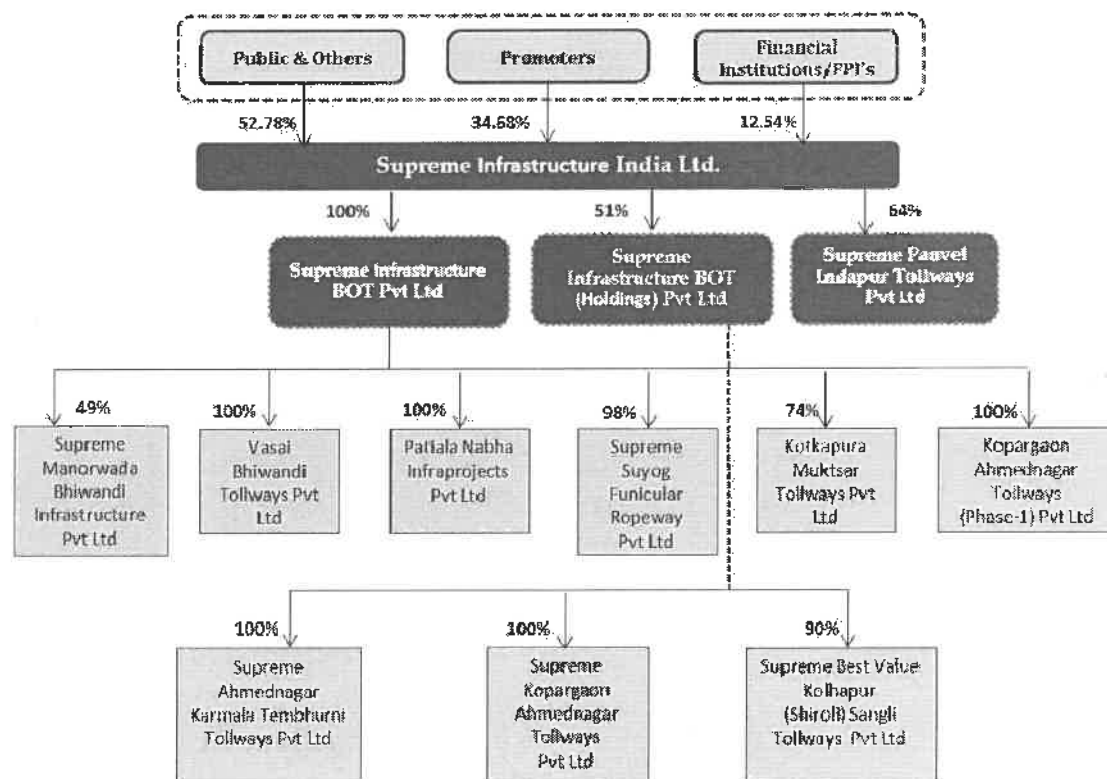 Public & Others
Promoters
Financial
Institutions/FPI's
52.78%
34.68%
12.54%
Supreme Infrastructure India Ltd.
100%
51%
64%
Supreme Infrastructure
BOT Pvt Ltd
Supreme
Infrastructure BOT
(Holdings) Pvt Ltd
Supreme Panvel
Indapur Tollways
Pvt Ltd
49%
100%
100%
98%
74%
100%
Supreme
Manorwada
Bhiwandi
Infrastructure
Pvt Ltd
Vasai
Bhiwandi
Tollways Pvt
Ltd
Patiala Nabha
Infraprojects
Pvt Ltd
Supreme
Suyog
Funicular
Ropeway
Pvt Ltd
Kotkapura
Muktsar
Tollways Pvt
Ltd
Kopargaon
Ahmednagar
Tollways
(Phase-1) Pvt Ltd
100%
100%
90%
Supreme
Ahmednagar
Karmala Tembhurni
Tollways Pvt Ltd
Supreme
Kopargaon
Ahmednagar
Tollways
Pvt Ltd
Supreme Best Value
Kolhapur
(Shiroli) Sangli
Tollways Pvt Ltd